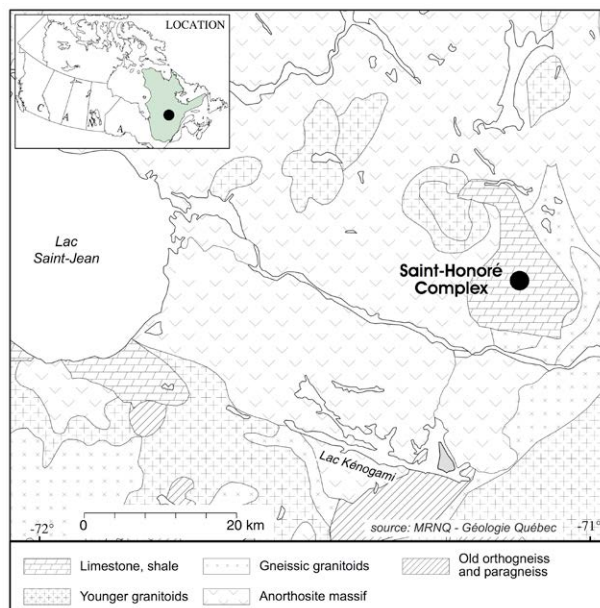 LOCATION
C
A
A
Lac
Saint-Jean
Saint-Honoré
Complex
Lac Kénogami
-72°
0
20 km
source: MRNQ - Géologie Québec
-71°
Limestone, shale
Gneissic granitoids
Old orthogneiss
and paragneiss
Younger granitoids
Anorthosite massif